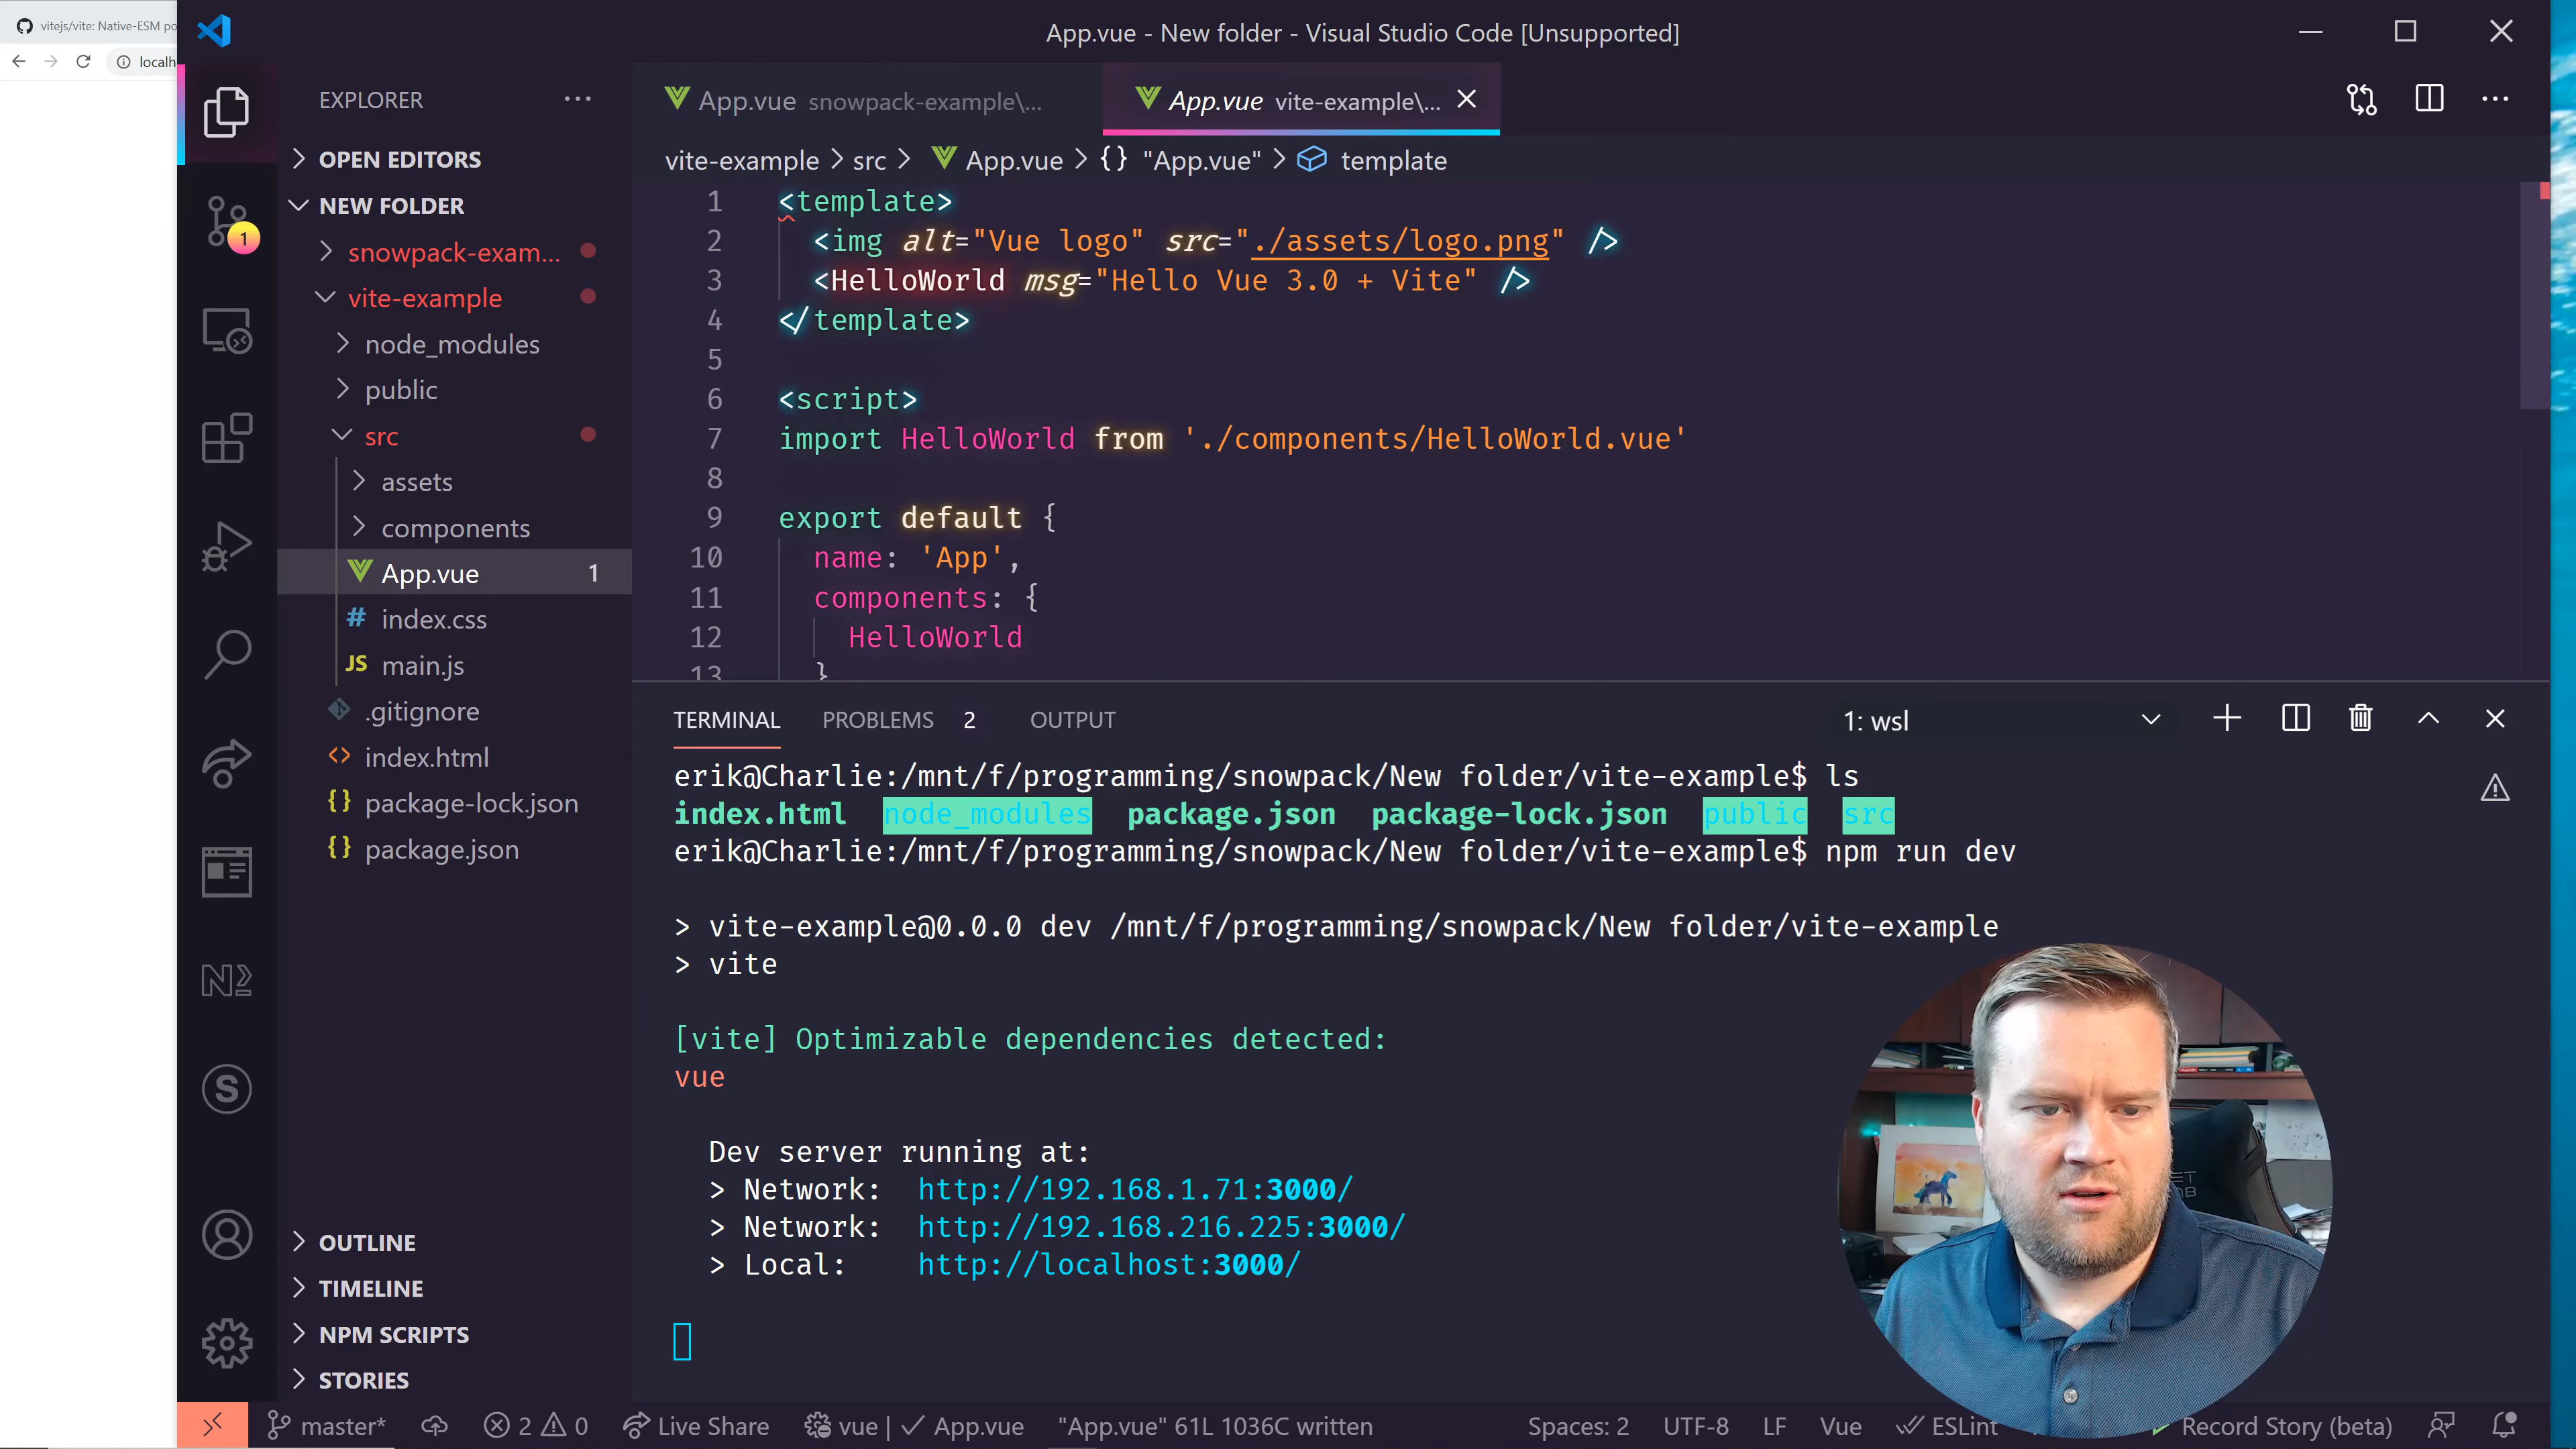 vitejs/vite: Native-ESM po
localh
App.vue - New folder - Visual Studio Code [Unsupported]
EXPLORER
OPEN EDITORS
NEW FOLDER
snowpack-exam...
vite-example
node_modules
public
src
assets
components
App.vue 1
index.css
JS main.js
.gitignore
index.html
package-lock.json
package.json
OUTLINE
TIMELINE
NPM SCRIPTS
STORIES
1
App.vue snowpack-example\...
App.vue vite-example\...
vite-example > src > App.vue > {} "App.vue" > template
1 <template>
2 <img alt="Vue logo" src="./assets/logo.png" />
3 <HelloWorld msg="Hello Vue 3.0 + Vite" />
4 </template>
5
6 <script>
7 import HelloWorld from './components/HelloWorld.vue'
8
9 export default {
10 name: 'App',
11 components: {
12 HelloWorld
13 }
TERMINAL PROBLEMS 2 OUTPUT 1: wsl
erik@Charlie:/mnt/f/programming/snowpack/New folder/vite-example$ ls
index.html node_modules package.json package-lock.json public src
erik@Charlie:/mnt/f/programming/snowpack/New folder/vite-example$ npm run dev
> vite-example@0.0.0 dev /mnt/f/programming/snowpack/New folder/vite-example
> vite
[vite] Optimizable dependencies detected:
vue
Dev server running at:
> Network: http://192.168.1.71:3000/
> Network: http://192.168.216.225:3000/
> Local: http://localhost:3000/
master* 2 0 Live Share vue | App.vue "App.vue" 61L 1036C written Spaces: 2 UTF-8 LF Vue ESLint Record Story (beta)